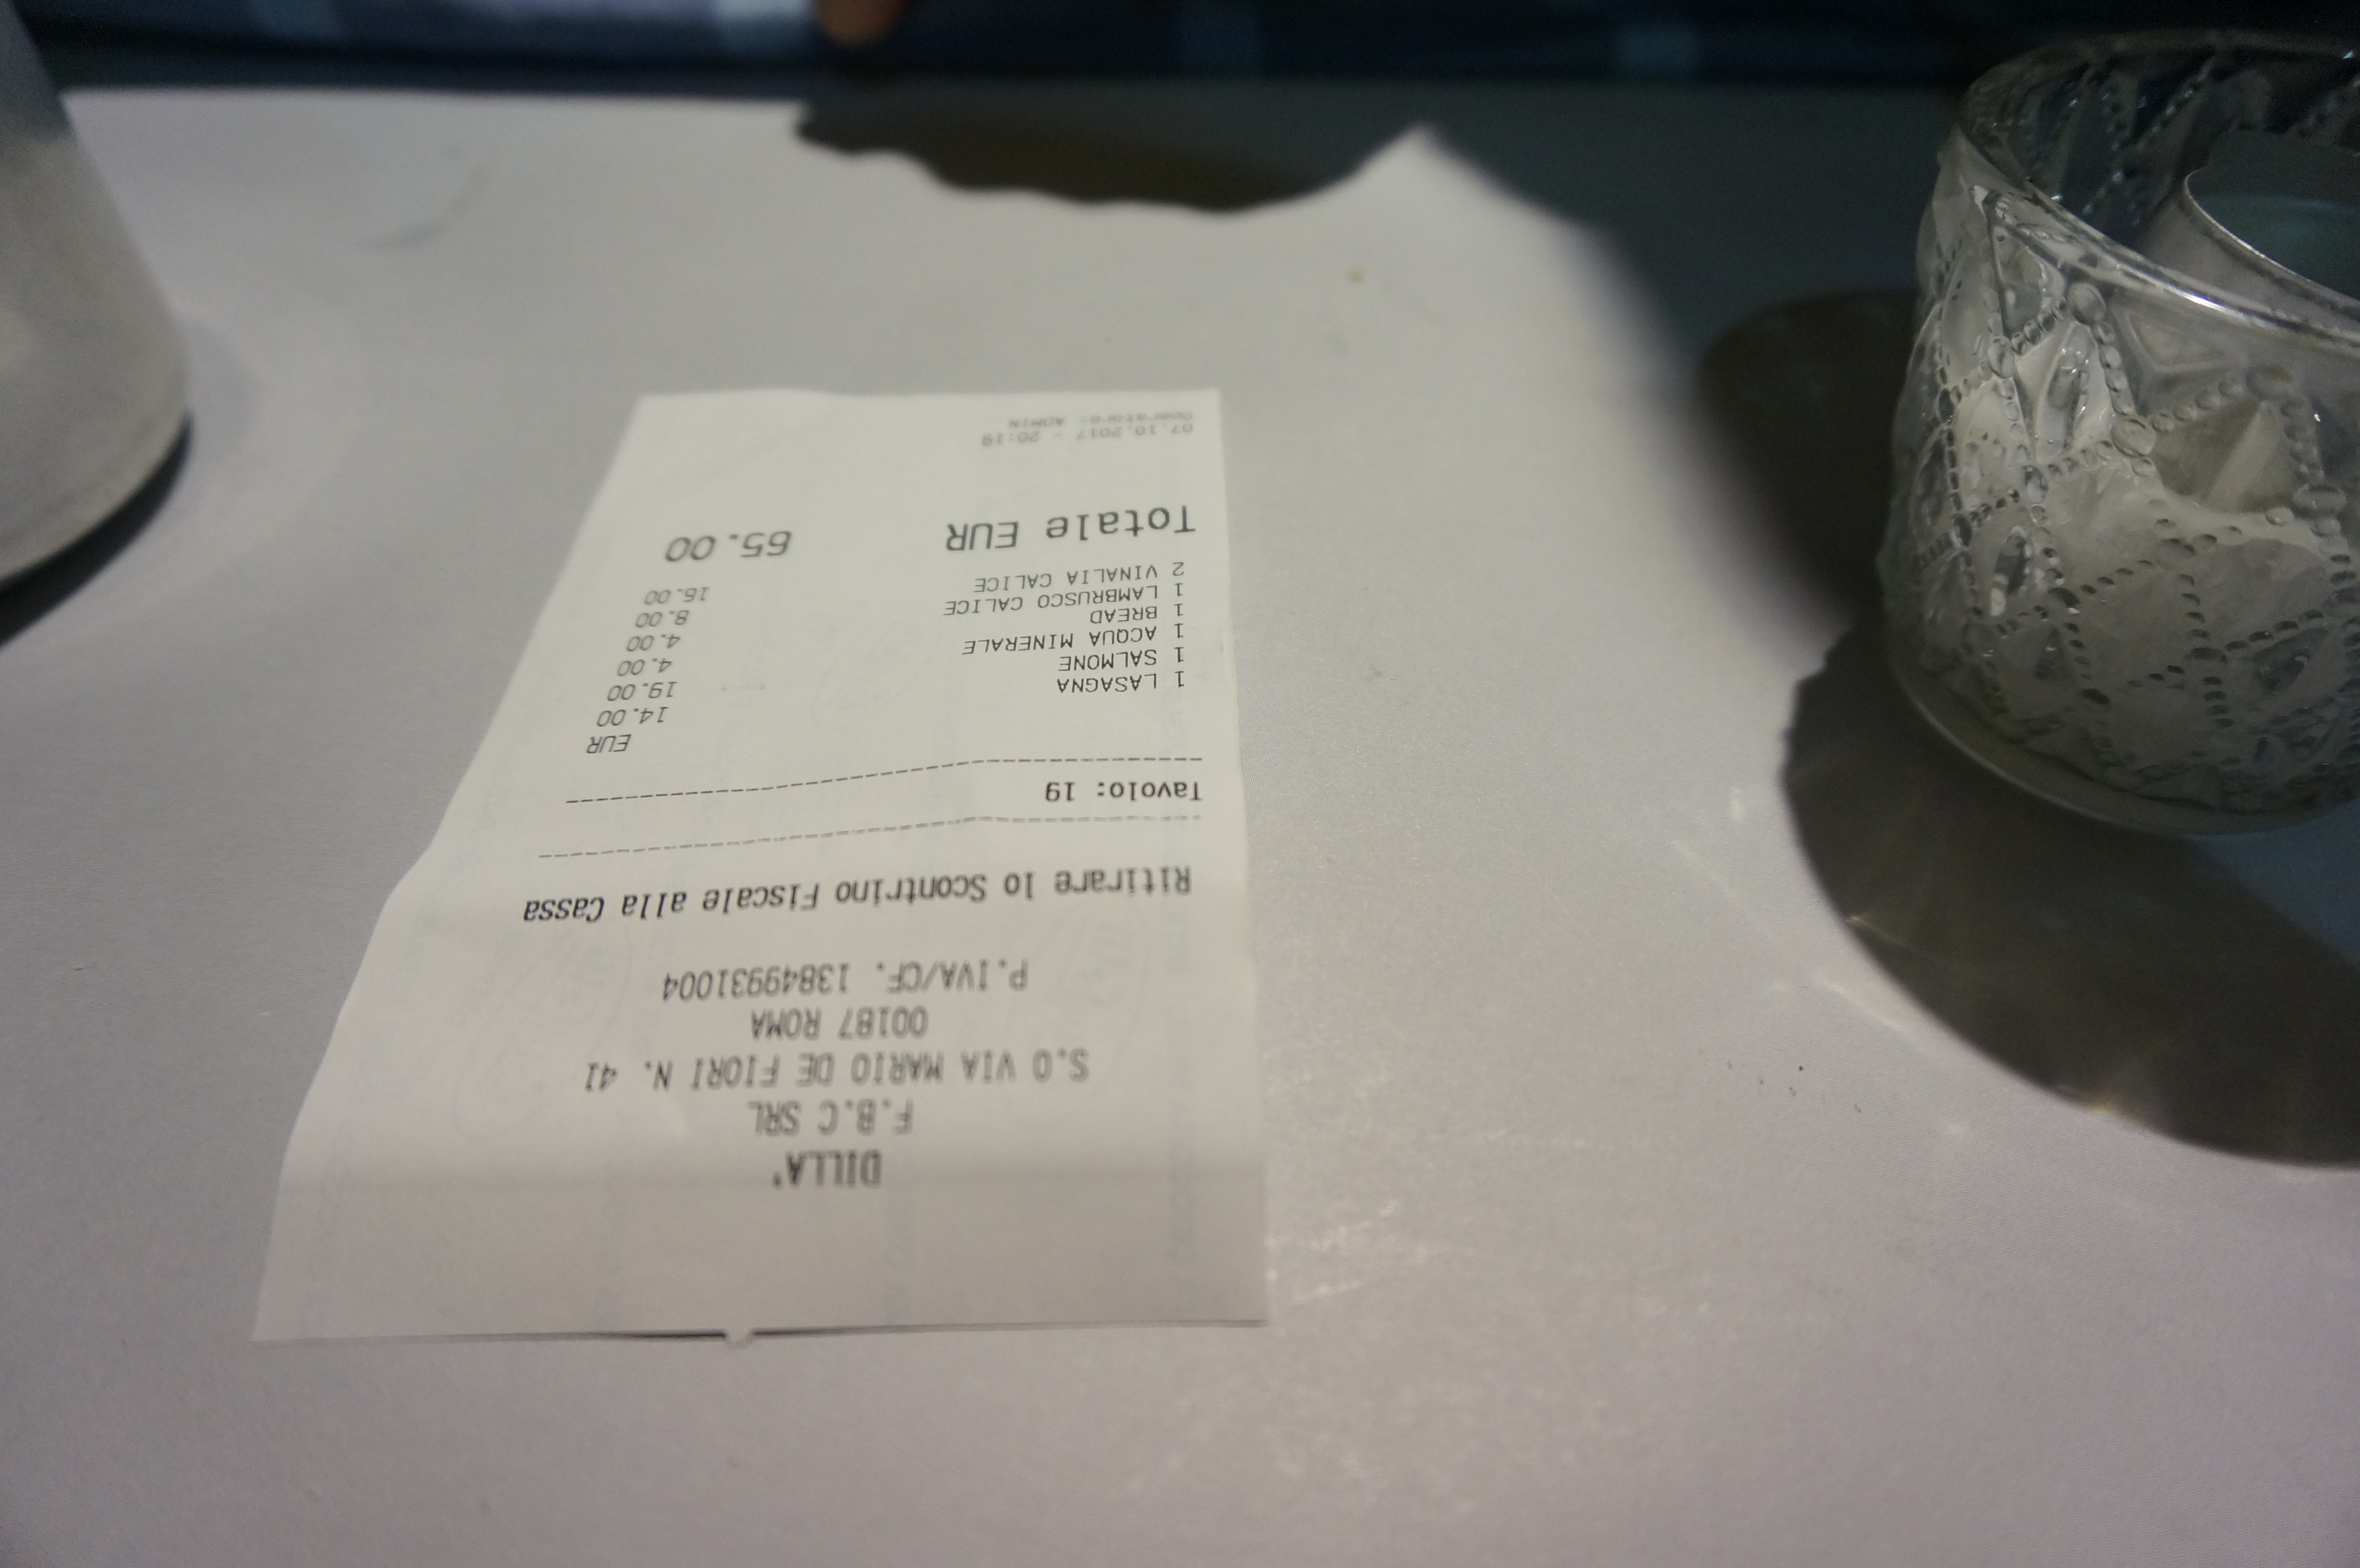 DILLA'
F.B.C SRL
S.O VIA MARIO DE FIORI N. 41
00187 ROMA
P.IVA/CF. 13849931004
Ritirare lo Scontrino Fiscale alla Cassa
Tavolo: 19
EUR
1 LASAGNA 14.00
1 SALMONE 19.00
1 ACQUA MINERALE 4.00
1 BREAD 4.00
1 LAMBRUSCO CALICE 8.00
2 VINALIA CALICE 16.00
Totale EUR 65.00
07.10.2017 - 20:19
Operatore: ADMIN